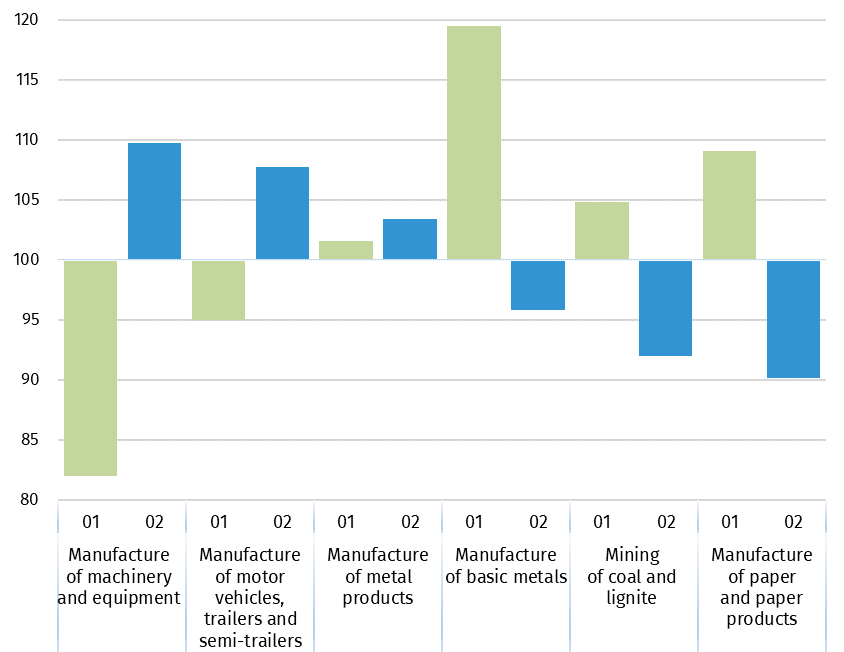 120
115
110
105
100
95
90
85
80
01 02 01 02 01 02 01 02 01 02 01 02
Manufacture
of machinery
and equipment
Manufacture
of motor
vehicles,
trailers and
semi-trailers
Manufacture
of metal
products
Manufacture
of basic metals
Mining
of coal and
lignite
Manufacture
of paper
and paper
products